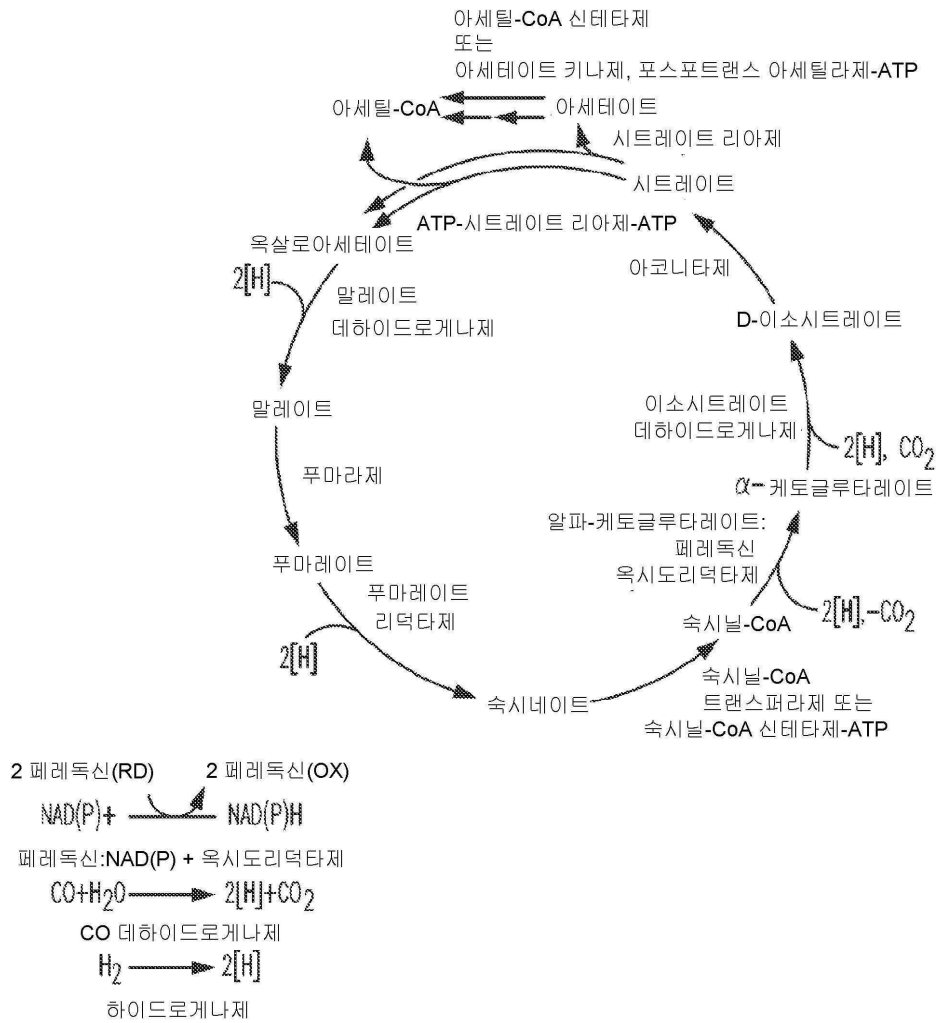 아세틸-CoA 신테타제
또는
아세테이트 키나제, 포스포트랜스 아세틸라제-ATP
아세틸-CoA
아세테이트
시트레이트 리아제
시트레이트
ATP-시트레이트 리아제-ATP
옥살로아세테이트
아코니타제
2[H]
말레이트
데하이드로게나제
D-이소시트레이트
말레이트
이소시트레이트
데하이드로게나제
2[H], CO2
푸마라제
α-케토글루타레이트
알파-케토글루타레이트:
페레독신
옥시도리덕타제
푸마레이트
푸마레이트
리덕타제
2[H],-CO2
숙시닐-CoA
2[H]
숙시네이트
숙시닐-CoA
트랜스퍼라제 또는
숙시닐-CoA 신테타제-ATP
2 페레독신(RD) 2 페레독신(OX)
NAD(P)+ NAD(P)H
페레독신:NAD(P) + 옥시도리덕타제
CO+H2O 2[H]+CO2
CO 데하이드로게나제
H2 2[H]
하이드로게나제